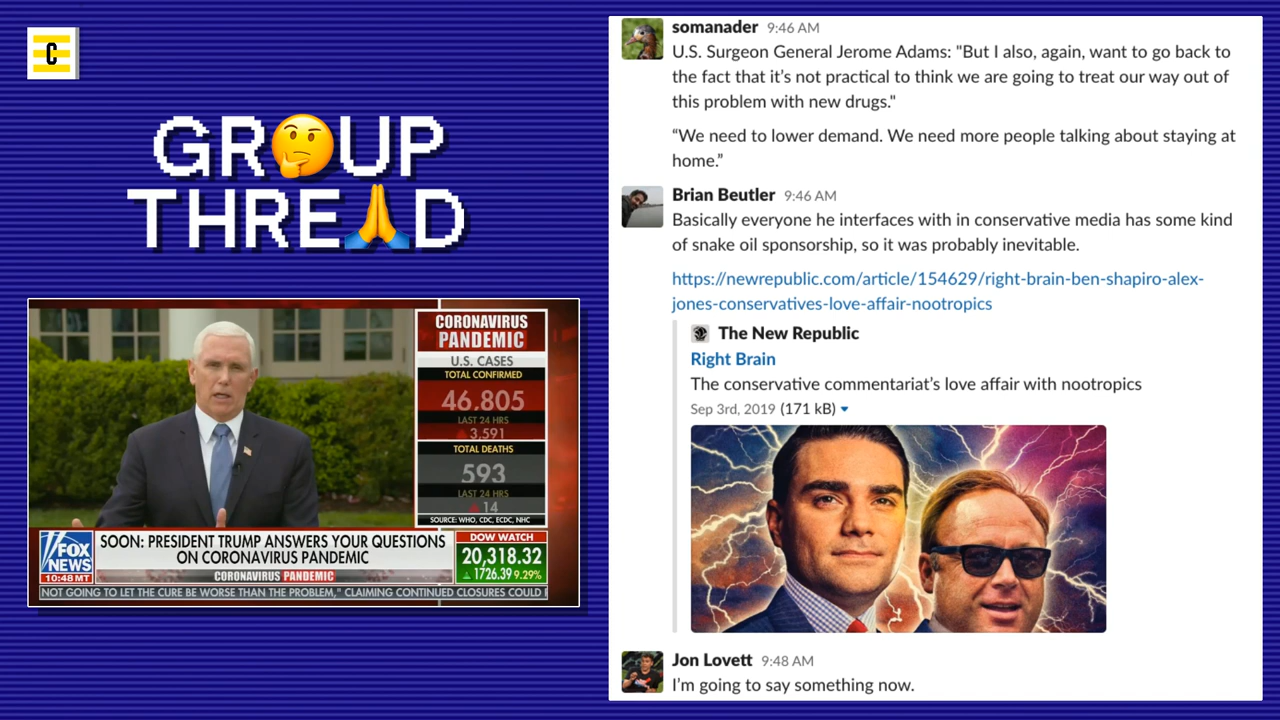 C
GR🤔UP
THRE🙏D
CORONAVIRUS
PANDEMIC
U.S. CASES
TOTAL CONFIRMED
46,805
LAST 24 HRS
3,591
TOTAL DEATHS
593
LAST 24 HRS
14
SOURCE: WHO, CDC, ECDC, NHC
FOX
NEWS
10:48 MT
SOON: PRESIDENT TRUMP ANSWERS YOUR QUESTIONS
ON CORONAVIRUS PANDEMIC
CORONAVIRUS PANDEMIC
DOW WATCH
20,318.32
1726.39 9.29%
NOT GOING TO LET THE CURE BE WORSE THAN THE PROBLEM," CLAIMING CONTINUED CLOSURES COULD
somanader 9:46 AM
U.S. Surgeon General Jerome Adams: "But I also, again, want to go back to
the fact that it's not practical to think we are going to treat our way out of
this problem with new drugs."
“We need to lower demand. We need more people talking about staying at
home.”
Brian Beutler 9:46 AM
Basically everyone he interfaces with in conservative media has some kind
of snake oil sponsorship, so it was probably inevitable.
https://newrepublic.com/article/154629/right-brain-ben-shapiro-alex-
jones-conservatives-love-affair-nootropics
The New Republic
Right Brain
The conservative commentariat's love affair with nootropics
Sep 3rd, 2019 (171 kB)
Jon Lovett 9:48 AM
I'm going to say something now.